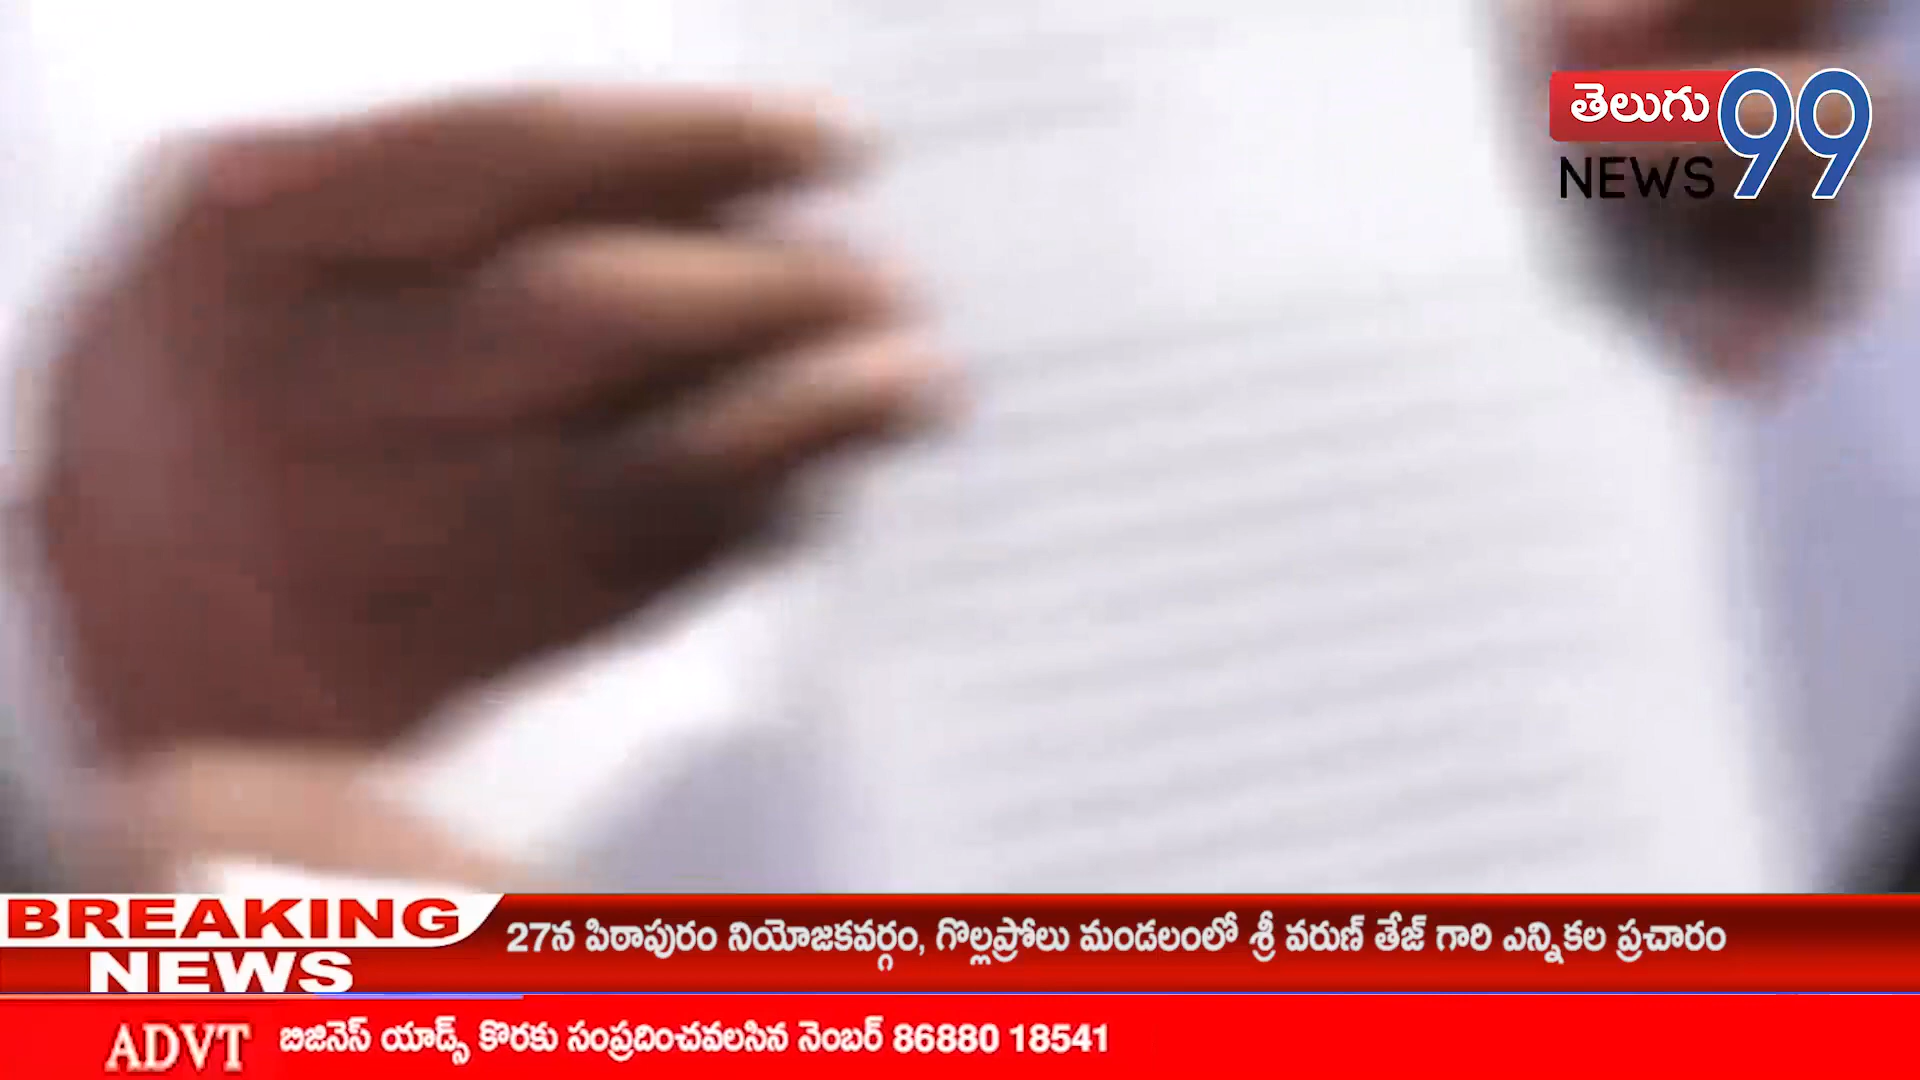 తెలుగు 99
NEWS
BREAKING
NEWS
27న పిఠాపురం నియోజకవర్గం, గొల్లప్రోలు మండలంలో శ్రీ వరుణ్ తేజ్ గారి ఎన్నికల ప్రచారం
ADVT బిజినెస్ యాడ్స్ కొరకు సంప్రదించవలసిన నెంబర్ 86880 18541